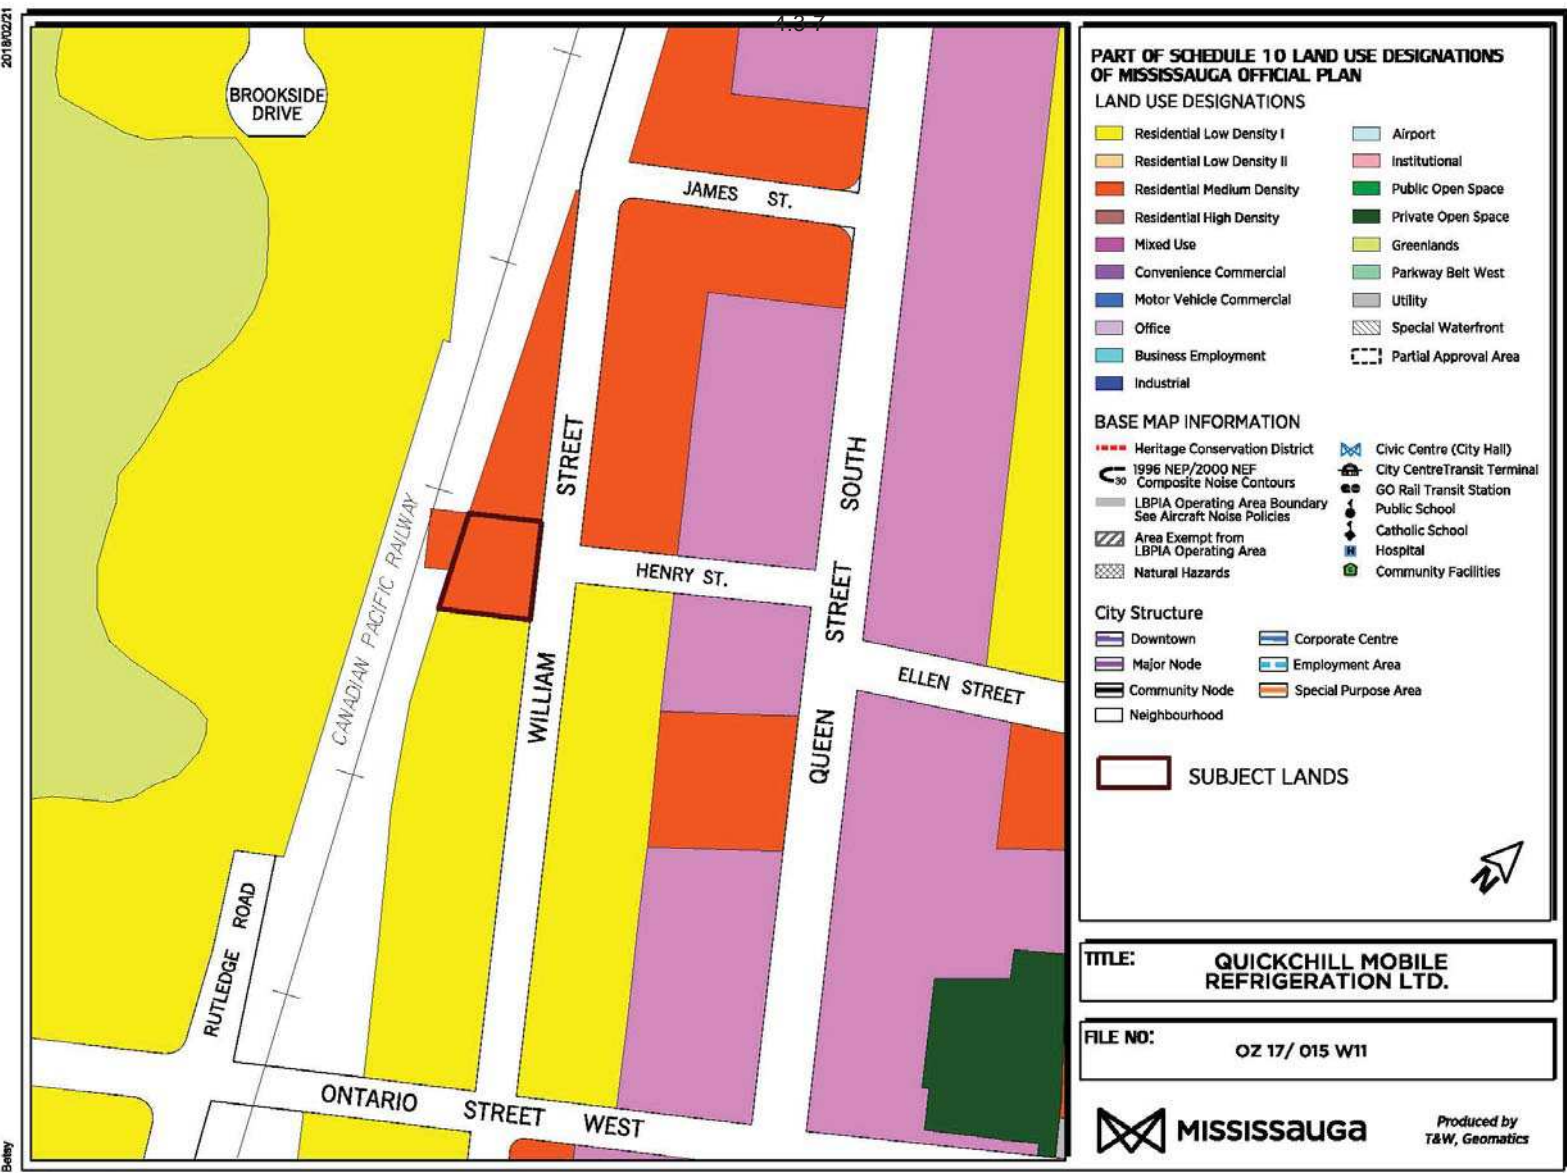 2018/02/21
4.3-7
BROOKSIDE
DRIVE
JAMES ST.
STREET
SOUTH
CANADIAN PACIFIC RAILWAY
HENRY ST.
STREET
WILLIAM
ELLEN STREET
QUEEN
RUTLEDGE ROAD
ONTARIO STREET WEST
Betsy
PART OF SCHEDULE 10 LAND USE DESIGNATIONS
OF MISSISSAUGA OFFICIAL PLAN
LAND USE DESIGNATIONS
Residential Low Density I
Residential Low Density II
Residential Medium Density
Residential High Density
Mixed Use
Convenience Commercial
Motor Vehicle Commercial
Office
Business Employment
Industrial
Airport
Institutional
Public Open Space
Private Open Space
Greenlands
Parkway Belt West
Utility
Special Waterfront
Partial Approval Area
BASE MAP INFORMATION
Heritage Conservation District
30
1996 NEP/2000 NEF
Composite Noise Contours
LBPIA Operating Area Boundary
See Aircraft Noise Policies
Area Exempt from
LBPIA Operating Area
Natural Hazards
Civic Centre (City Hall)
City CentreTransit Terminal
GO Rail Transit Station
Public School
Catholic School
H Hospital
Community Facilities
City Structure
Downtown
Major Node
Community Node
Neighbourhood
Corporate Centre
Employment Area
Special Purpose Area
SUBJECT LANDS
N
TITLE:
QUICKCHILL MOBILE
REFRIGERATION LTD.
FILE NO:
OZ 17/ 015 W11
MISSISSauGa
Produced by
T&W, Geomatics